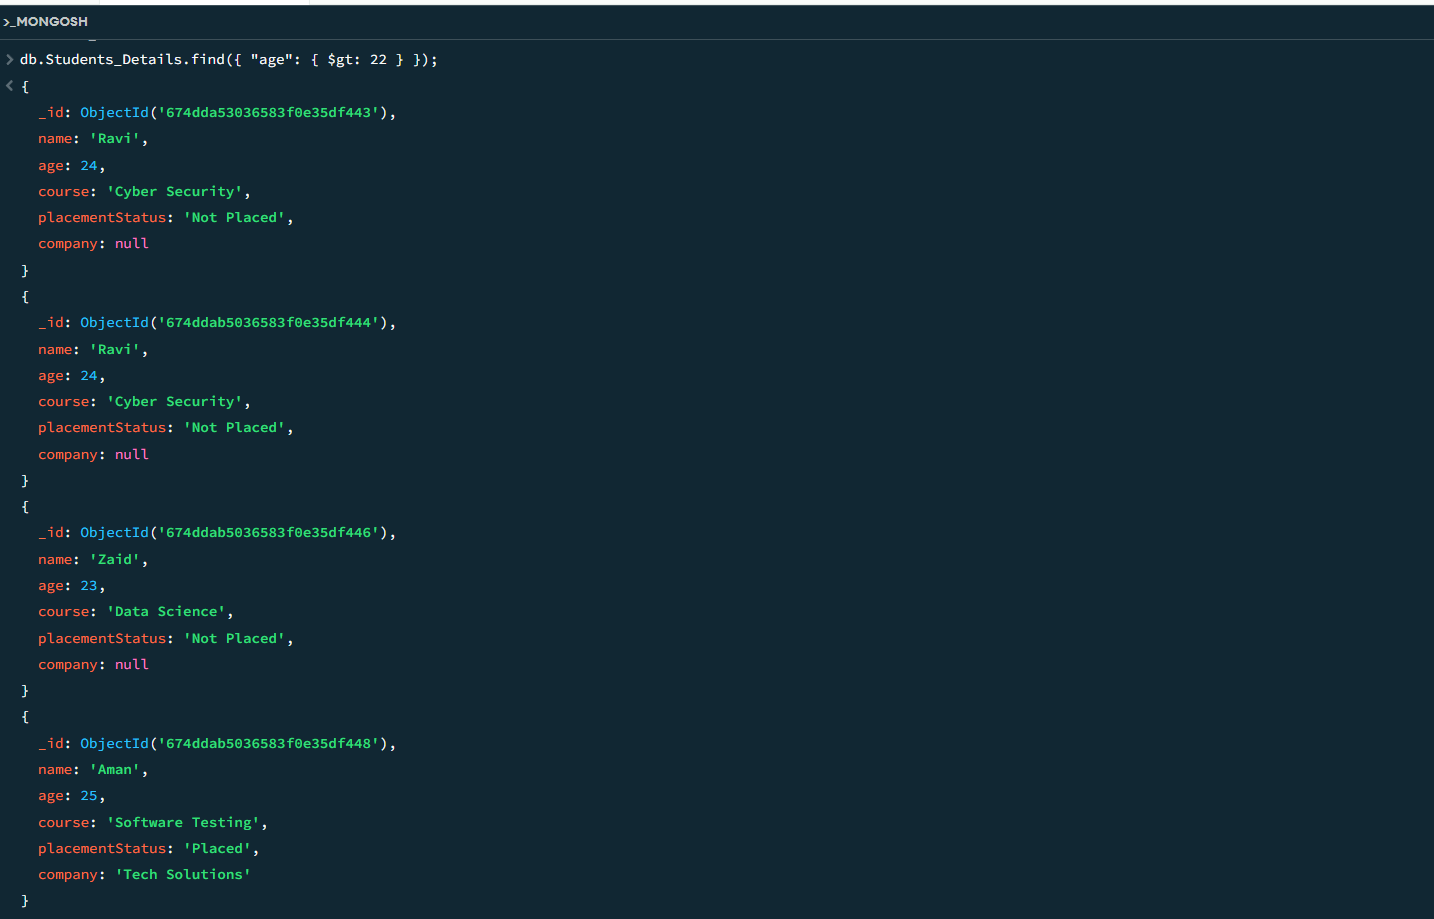 >_MONGOSH
> db.Students_Details.find({ "age": { $gt: 22 } });
< {
_id: ObjectId('674dda53036583f0e35df443'),
name: 'Ravi',
age: 24,
course: 'Cyber Security',
placementStatus: 'Not Placed',
company: null
}
{
_id: ObjectId('674ddab5036583f0e35df444'),
name: 'Ravi',
age: 24,
course: 'Cyber Security',
placementStatus: 'Not Placed',
company: null
}
{
_id: ObjectId('674ddab5036583f0e35df446'),
name: 'Zaid',
age: 23,
course: 'Data Science',
placementStatus: 'Not Placed',
company: null
}
{
_id: ObjectId('674ddab5036583f0e35df448'),
name: 'Aman',
age: 25,
course: 'Software Testing',
placementStatus: 'Placed',
company: 'Tech Solutions'
}